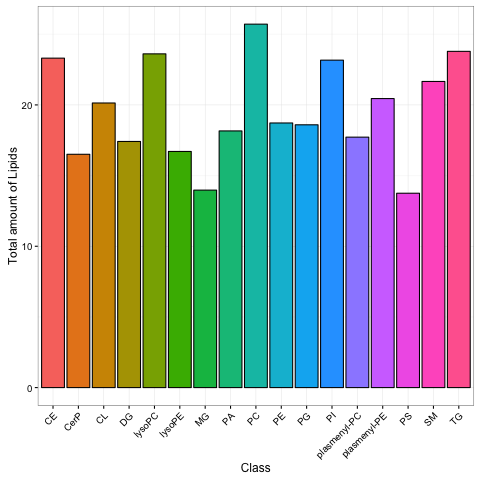 Total amount of Lipids
20
10
0
CE
CerP
CL
DG
lysoPC
lysoPE
MG
PA
PC
PE
PG
PI
plasmenyl-PC
plasmenyl-PE
PS
SM
TG
Class